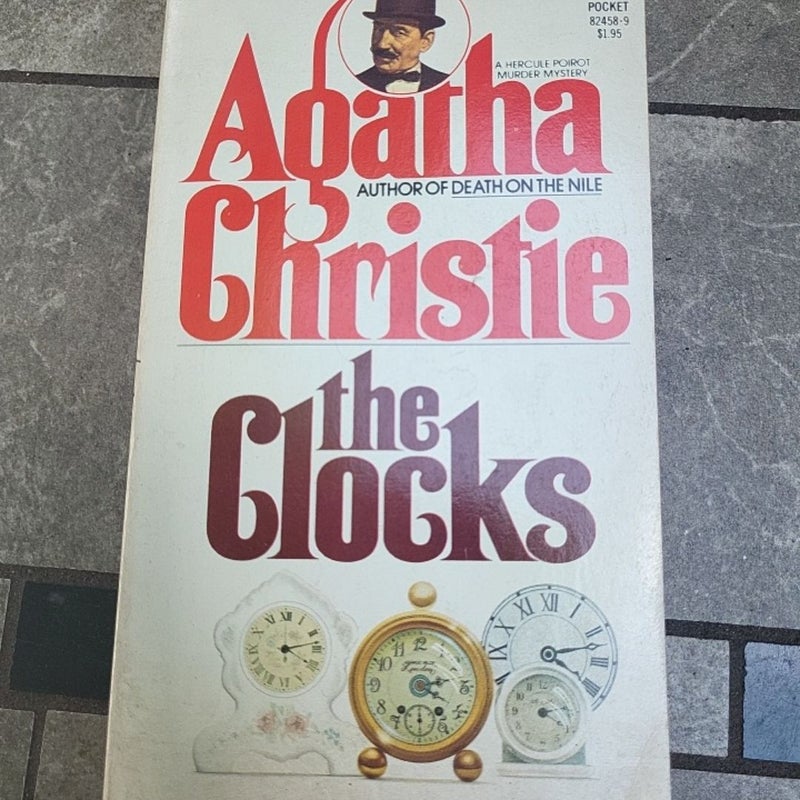 POCKET
82458-9
$1.95
A HERCULE POIROT
MURDER MYSTERY
Agatha
AUTHOR OF DEATH ON THE NILE
Christie
the
Clocks